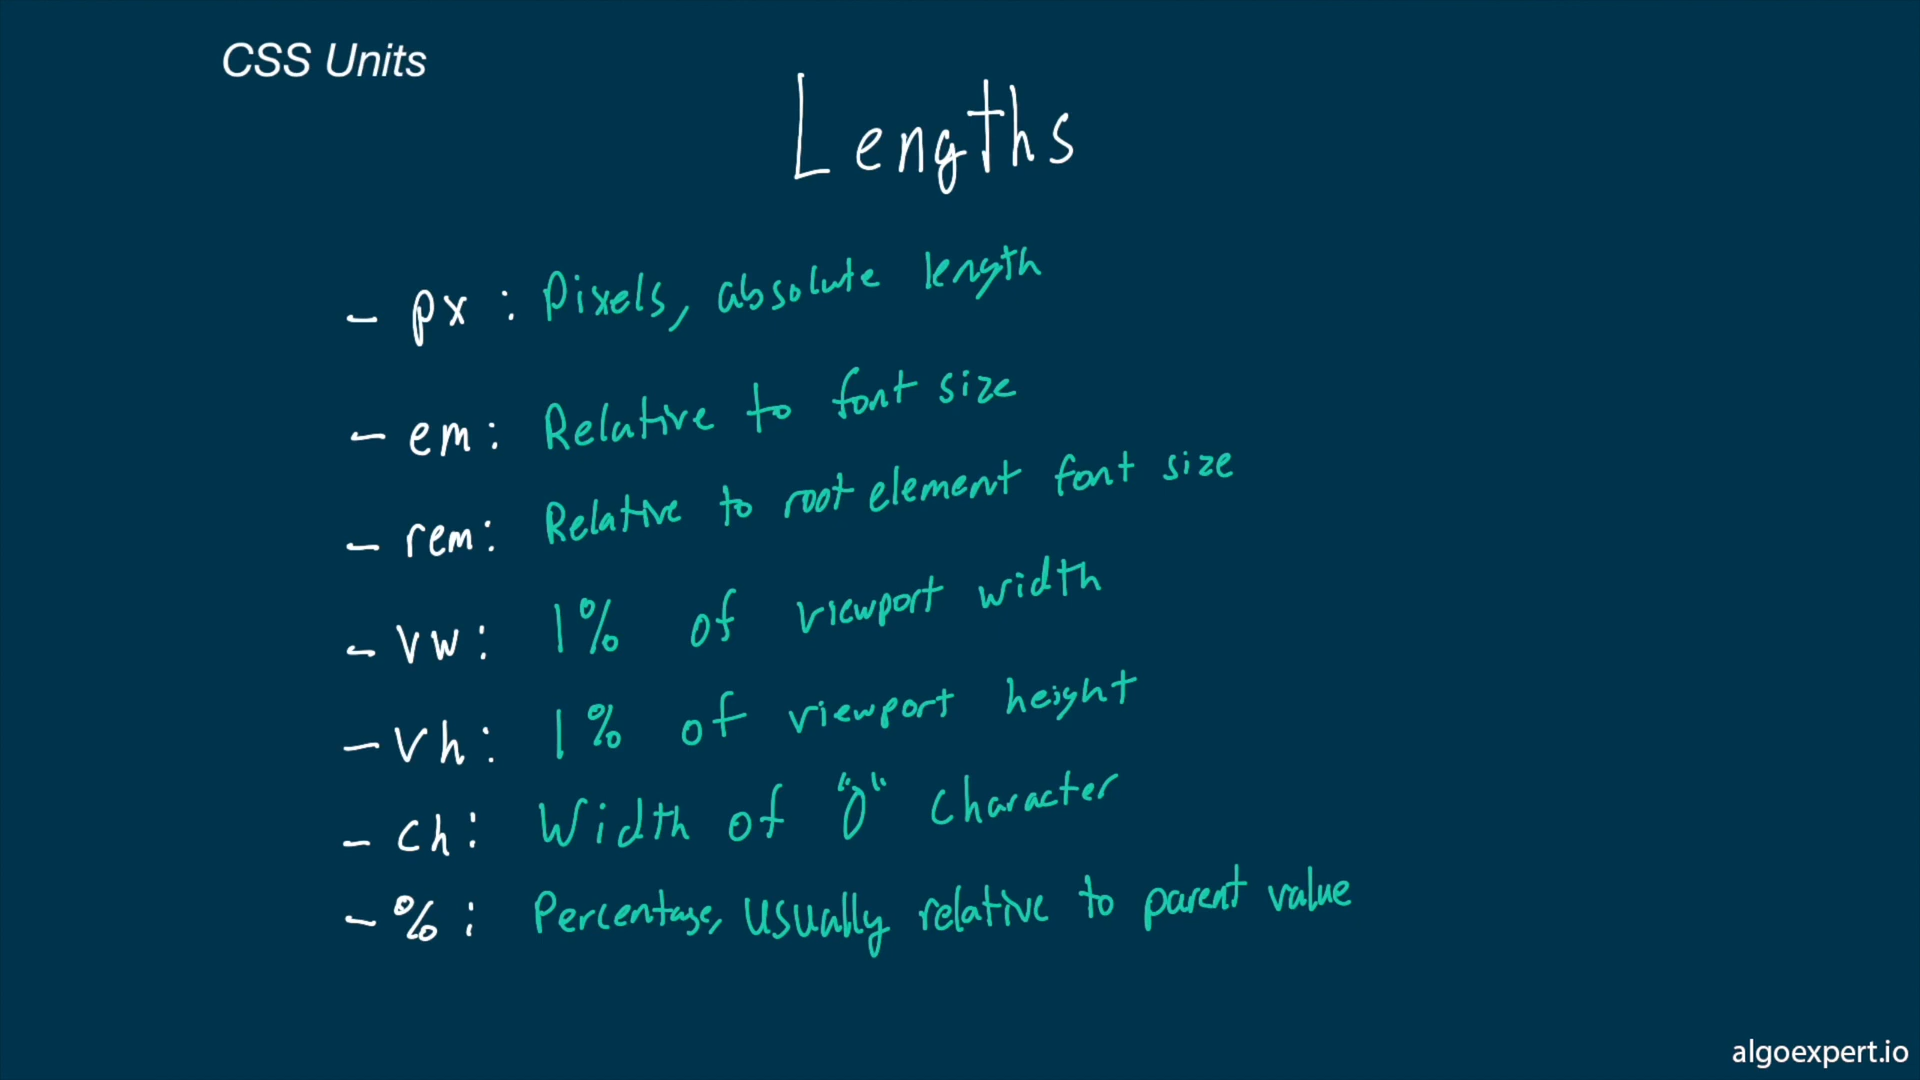 CSS Units
Lengths
- px : Pixels, absolute length
- em: Relative to font size
- rem: Relative to root element font size
- vw: 1% of viewport width
- vh: 1% of viewport height
- ch: Width of "0" character
- %: Percentage, usually relative to parent value
algoexpert.io